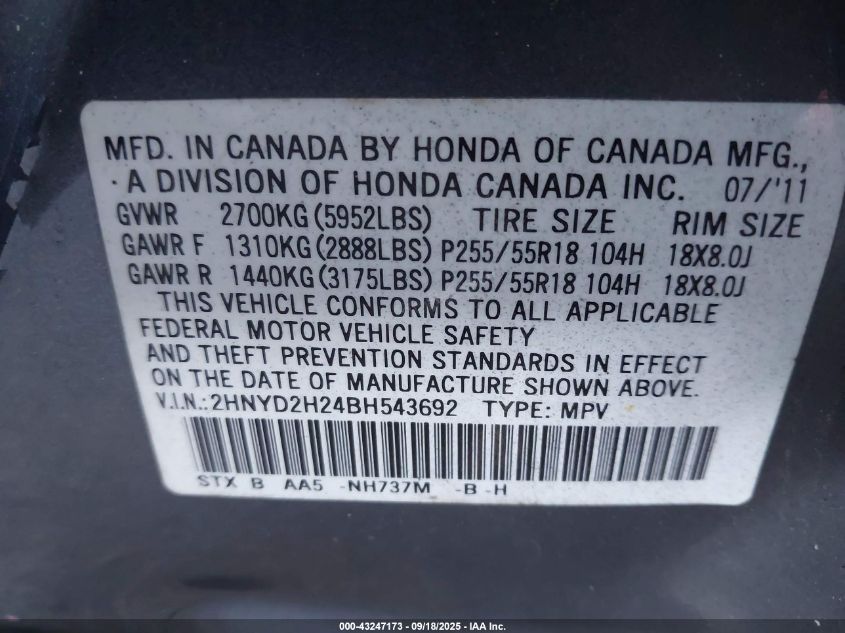 MFD. IN CANADA BY HONDA OF CANADA MFG.,
·A DIVISION OF HONDA CANADA INC. 07/'11
GVWR 2700KG(5952LBS) TIRE SIZE RIM SIZE
GAWR F 1310KG(2888LBS) P255/55R18 104H 18X8.0J
GAWR R 1440KG(3175LBS) P255/55R18 104H 18X8.0J
THIS VEHICLE CONFORMS TO ALL APPLICABLE
FEDERAL MOTOR VEHICLE SAFETY
AND THEFT PREVENTION STANDARDS IN EFFECT
ON THE DATE OF MANUFACTURE SHOWN ABOVE.
V.I.N.:2HNYD2H24BH543692 TYPE: MPV
STX B AA5 -NH737M -B -H
000-43247173 - 09/18/2025 - IAA Inc.